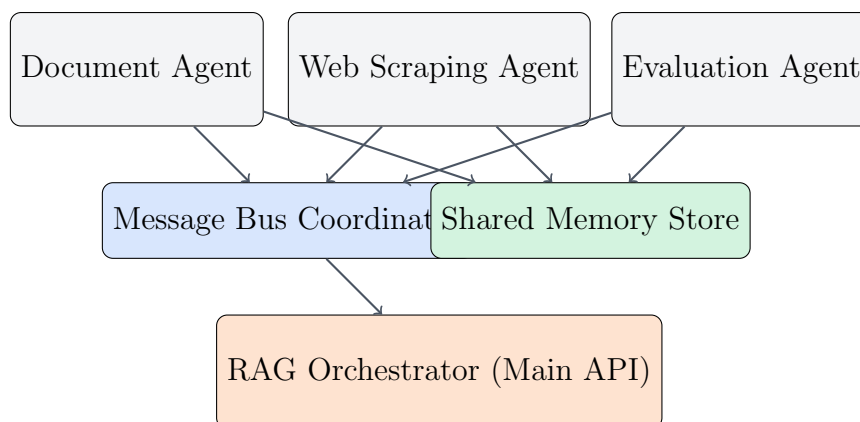 Document Agent
Web Scraping Agent
Evaluation Agent
Message Bus Coordinat
Shared Memory Store
RAG Orchestrator (Main API)